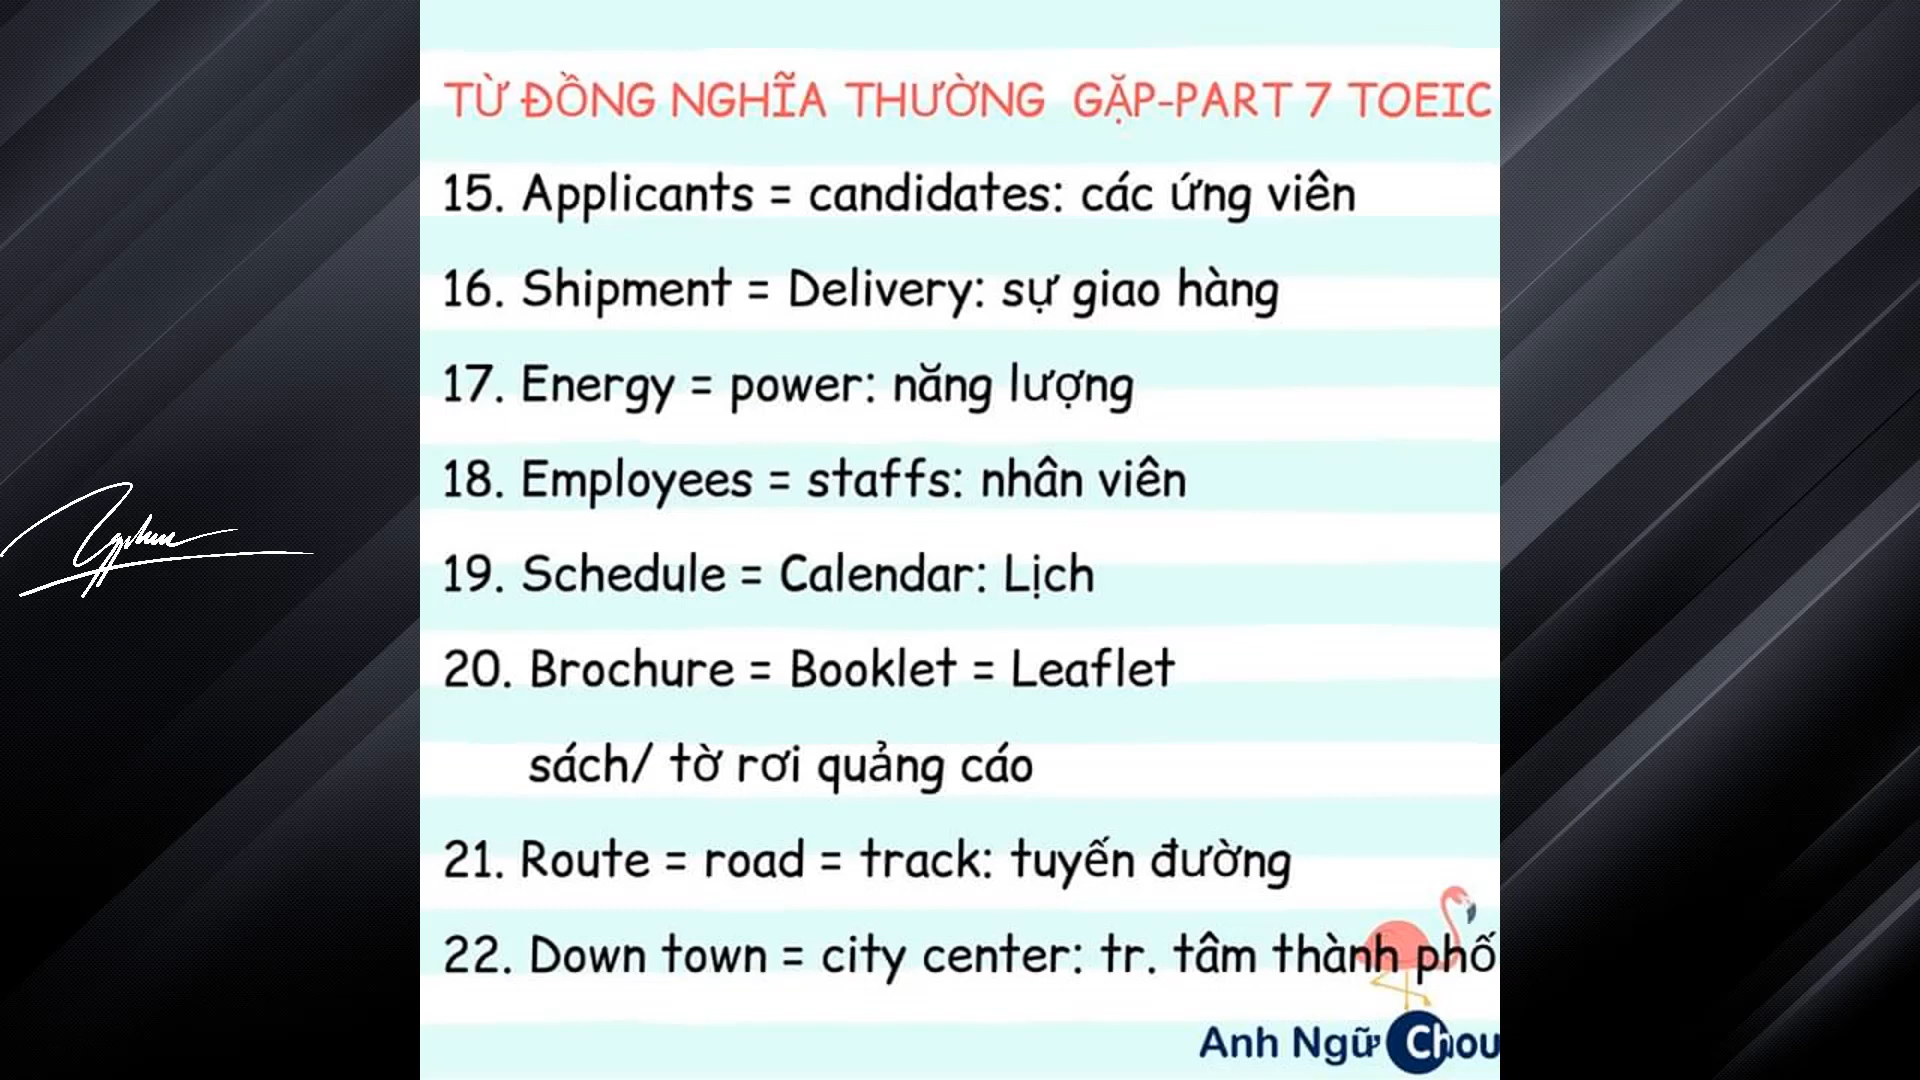 TỪ ĐỒNG NGHĨA THƯỜNG GẶP-PART 7 TOEIC
15. Applicants = candidates: các ứng viên
16. Shipment = Delivery: sự giao hàng
17. Energy = power: năng lượng
18. Employees = staffs: nhân viên
19. Schedule = Calendar: Lịch
20. Brochure = Booklet = Leaflet
sách/ tờ rơi quảng cáo
21. Route = road = track: tuyến đường
22. Down town = city center: tr. tâm thành phố
Anh Ngữ Chou